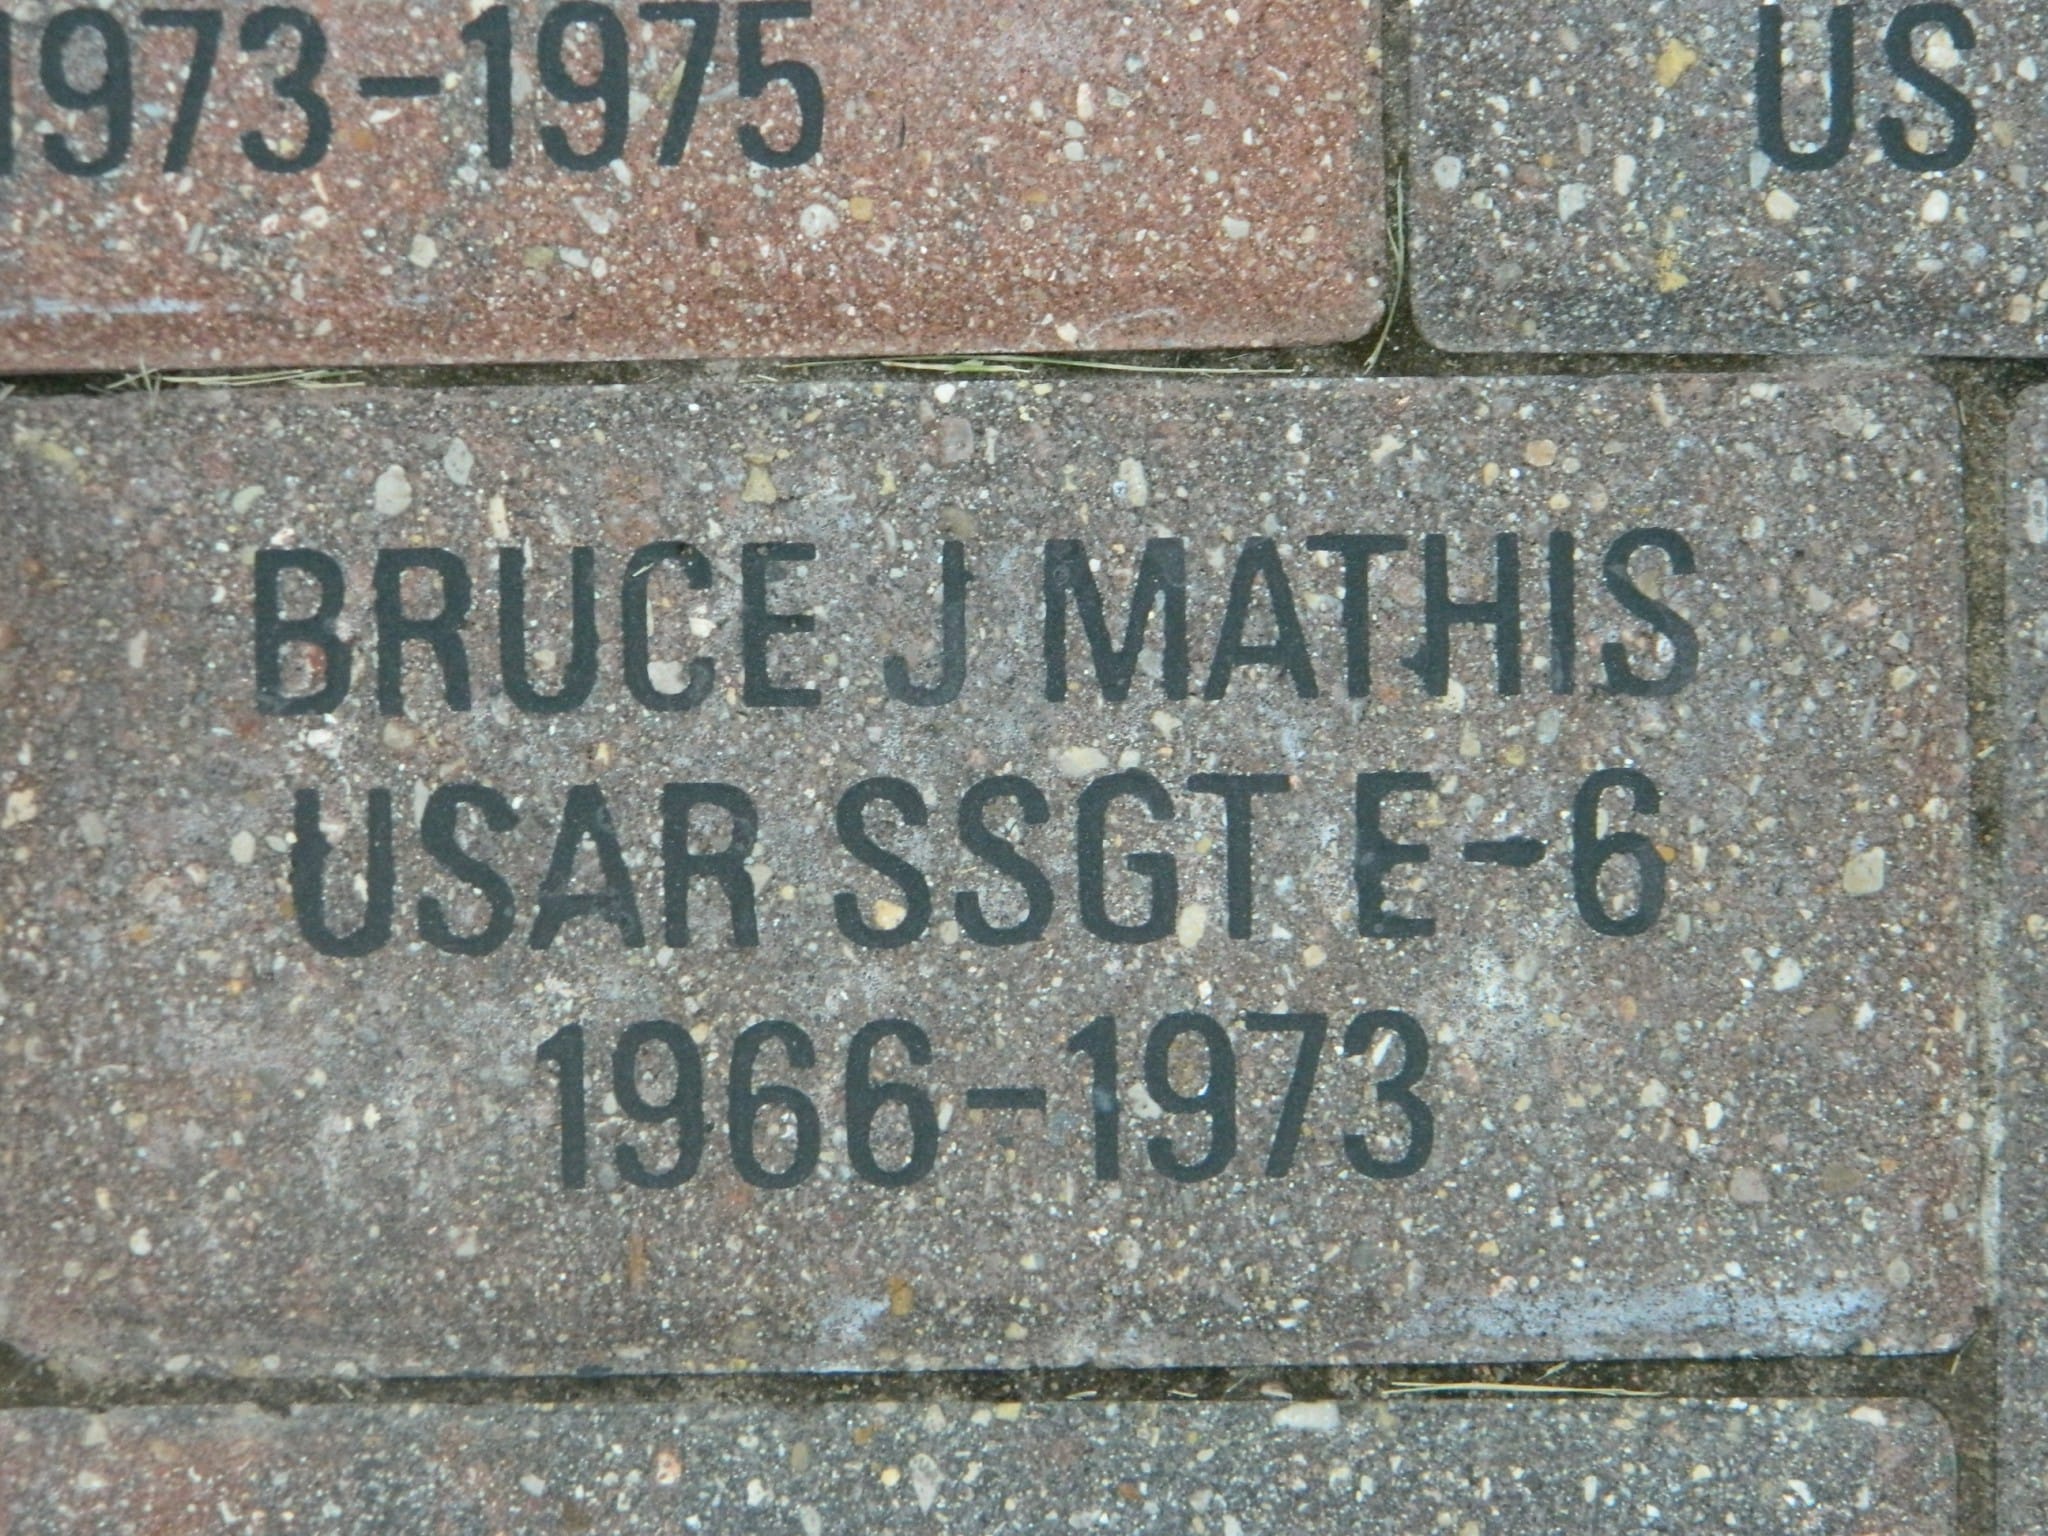 1973-1975
US
BRUCE J MATHIS
USAR SSGT E-6
1966-1973